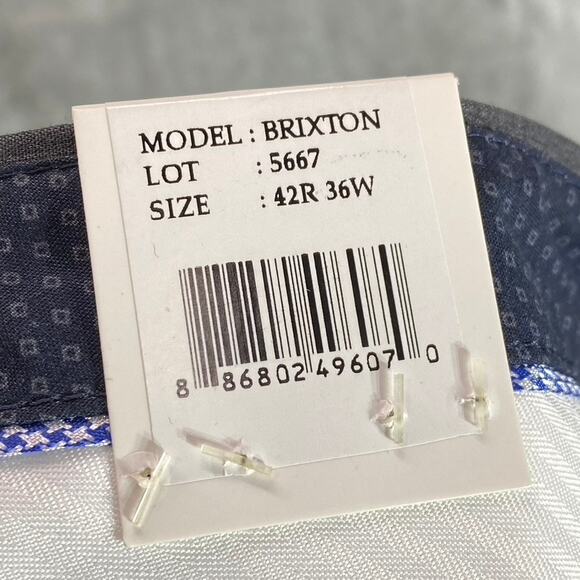 MODEL : BRIXTON
LOT : 5667
SIZE : 42R 36W
8 86802 49607 0